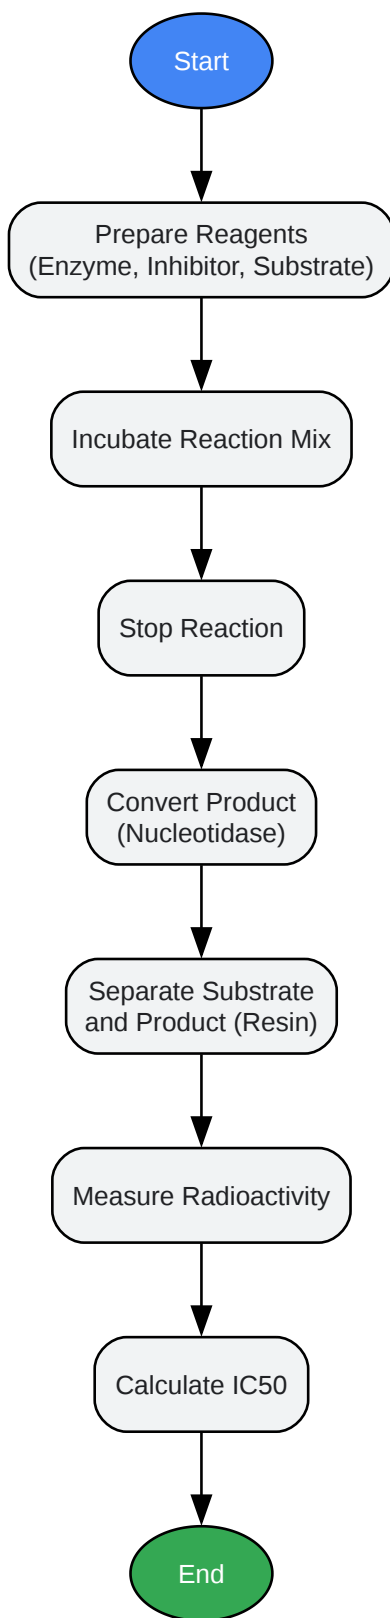 Start
Prepare Reagents
(Enzyme, Inhibitor, Substrate)
Incubate Reaction Mix
Stop Reaction
Convert Product
(Nucleotidase)
Separate Substrate
and Product (Resin)
Measure Radioactivity
Calculate IC50
End